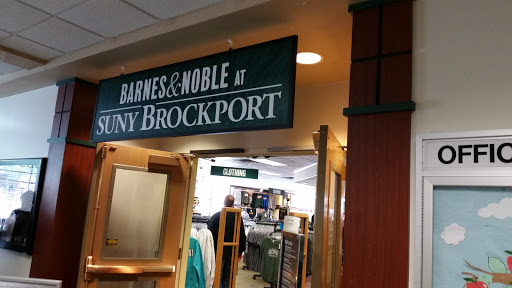 BARNES & NOBLE AT
SUNY BROCKPORT
CLOTHING
OFFIC